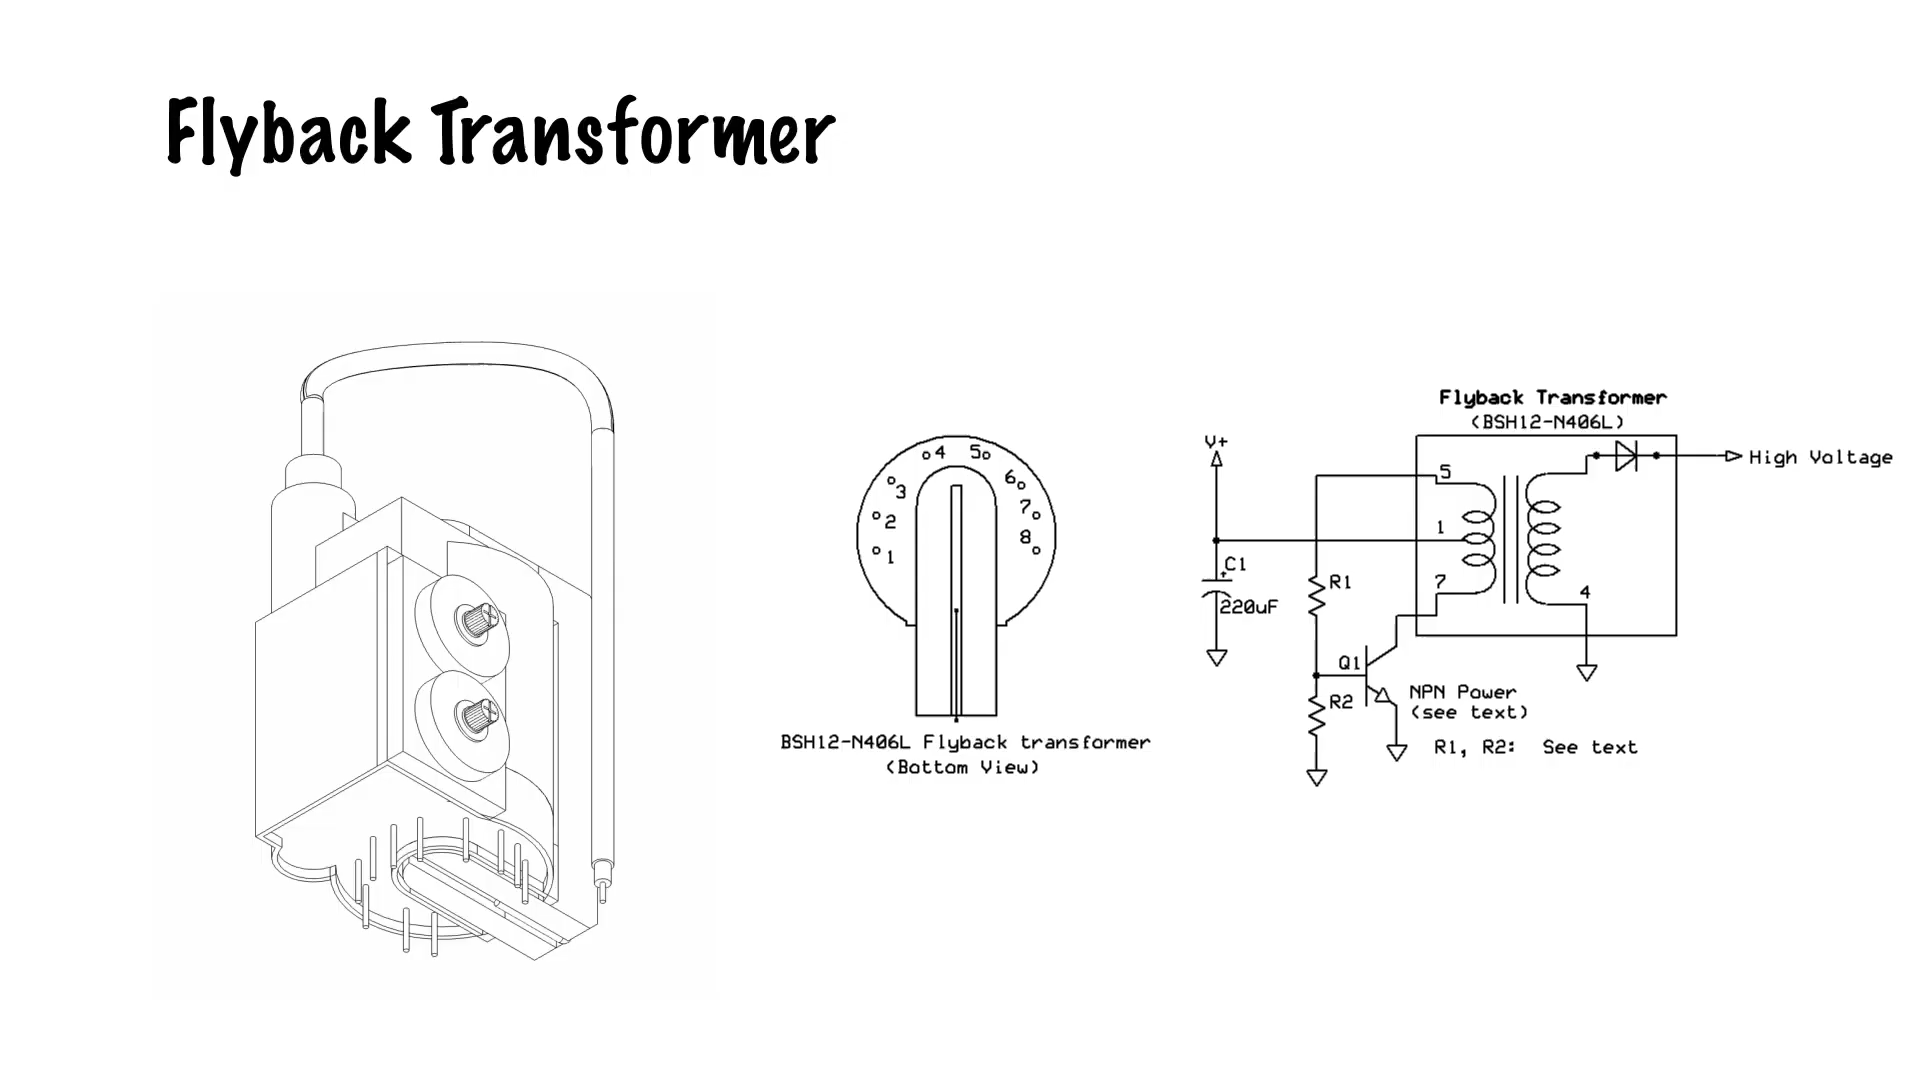 Flyback Transformer
4 5
3 6
2 7
1 8
BSH12-N406L Flyback transformer
(Bottom View)
Flyback Transformer
(BSH12-N406L)
V+
High Voltage
5
1
7
4
+
C1
220uF
R1
Q1
R2
NPN Power
(see text)
R1, R2: See text